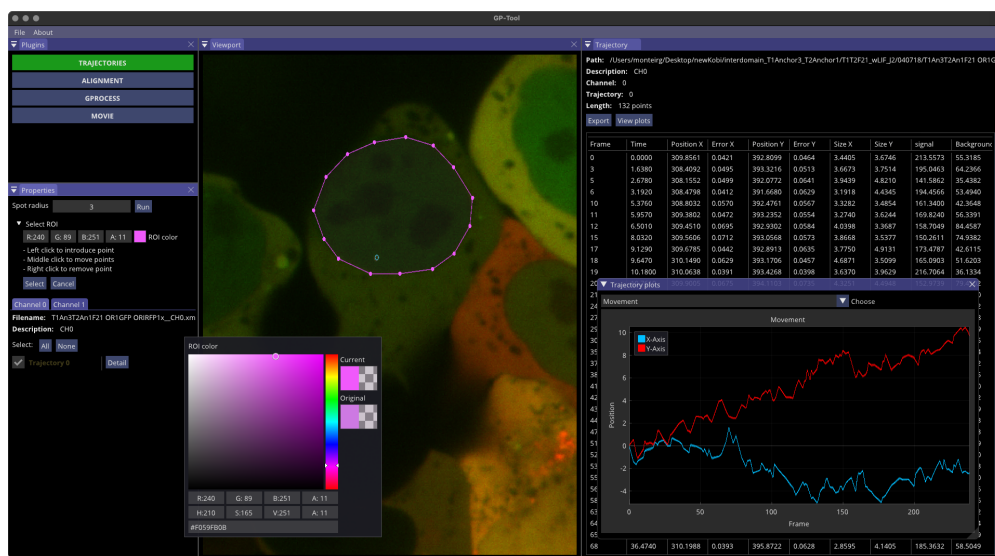 GP-Tool
File About
Plugins
TRAJECTORIES
ALIGNMENT
GPROCESS
MOVIE
Properties
Spot radius 3 Run
Select ROI
R:240 G: 89 B:251 A: 11 ROI color
- Left click to introduce point
- Middle click to move points
- Right click to remove point
Select Cancel
Channel 0 Channel 1
Filename: T1An3T2An1F21 OR1GFP ORIRFP1x__CH0.xm
Description: CH0
Select: All None
Trajectory 0 Detail
Viewport
0
ROI color
Current
Original
R:240 G: 89 B:251 A: 11
H:210 S:165 V:251 A: 11
#F059FB0B
Trajectory
Path: /Users/monteirg/Desktop/newKobi/interdomain_T1Anchor3_T2Anchor1/T1T2F21_wLIF_J2/040718/T1An3T2An1F21 OR1G
Description: CH0
Channel: 0
Trajectory: 0
Length: 132 points
Export View plots
Frame Time Position X Error X Position Y Error Y Size X Size Y signal Background
0 0.0000 309.8561 0.0421 392.8099 0.0464 3.4405 3.6746 213.5573 55.3185
3 1.6380 308.4092 0.0495 393.3216 0.0513 3.6673 3.7514 195.0463 64.2366
5 2.6780 308.1552 0.0499 392.0772 0.0641 3.9439 4.8210 141.5862 35.4382
6 3.1920 308.4798 0.0412 391.6680 0.0629 3.1918 4.4345 194.4566 53.4940
10 5.3760 308.8032 0.0570 392.4761 0.0567 3.3282 4.4854 161.3400 42.3648
11 5.9570 309.3802 0.0472 393.2352 0.0554 3.2740 3.6244 169.8240 56.3391
12 6.5010 309.4510 0.0695 392.9302 0.0584 4.0398 3.3687 158.7049 84.4587
15 8.0320 309.5606 0.0712 393.0568 0.0573 3.8668 3.5377 150.2611 74.9382
17 9.1290 309.6785 0.0442 392.8913 0.0635 3.7750 4.9131 173.4787 42.6115
18 9.6470 310.1490 0.0629 393.1706 0.0457 4.6871 3.5099 165.0903 51.6203
19 10.1800 310.0638 0.0391 393.4268 0.0398 3.6370 3.9629 216.7064 36.1334
Trajectory plots
Movement Choose
Movement
X-Axis
Y-Axis
10
8
6
4
2
0
-2
-4
Position
0 50 100 150 200
Frame
68 36.4740 310.1988 0.0393 395.8722 0.0628 2.8595 4.1405 185.3632 58.5049